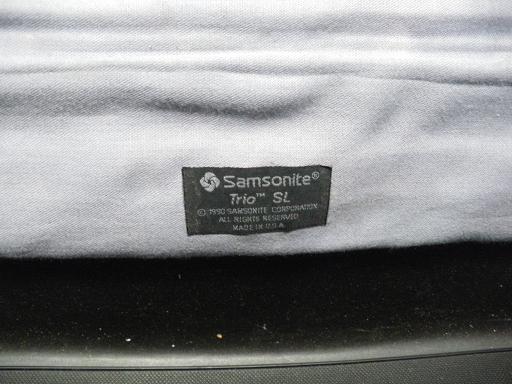 Samsonite®
Trio™ SL
© 1990 SAMSONITE CORPORATION
ALL RIGHTS RESERVED
MADE IN U.S.A.